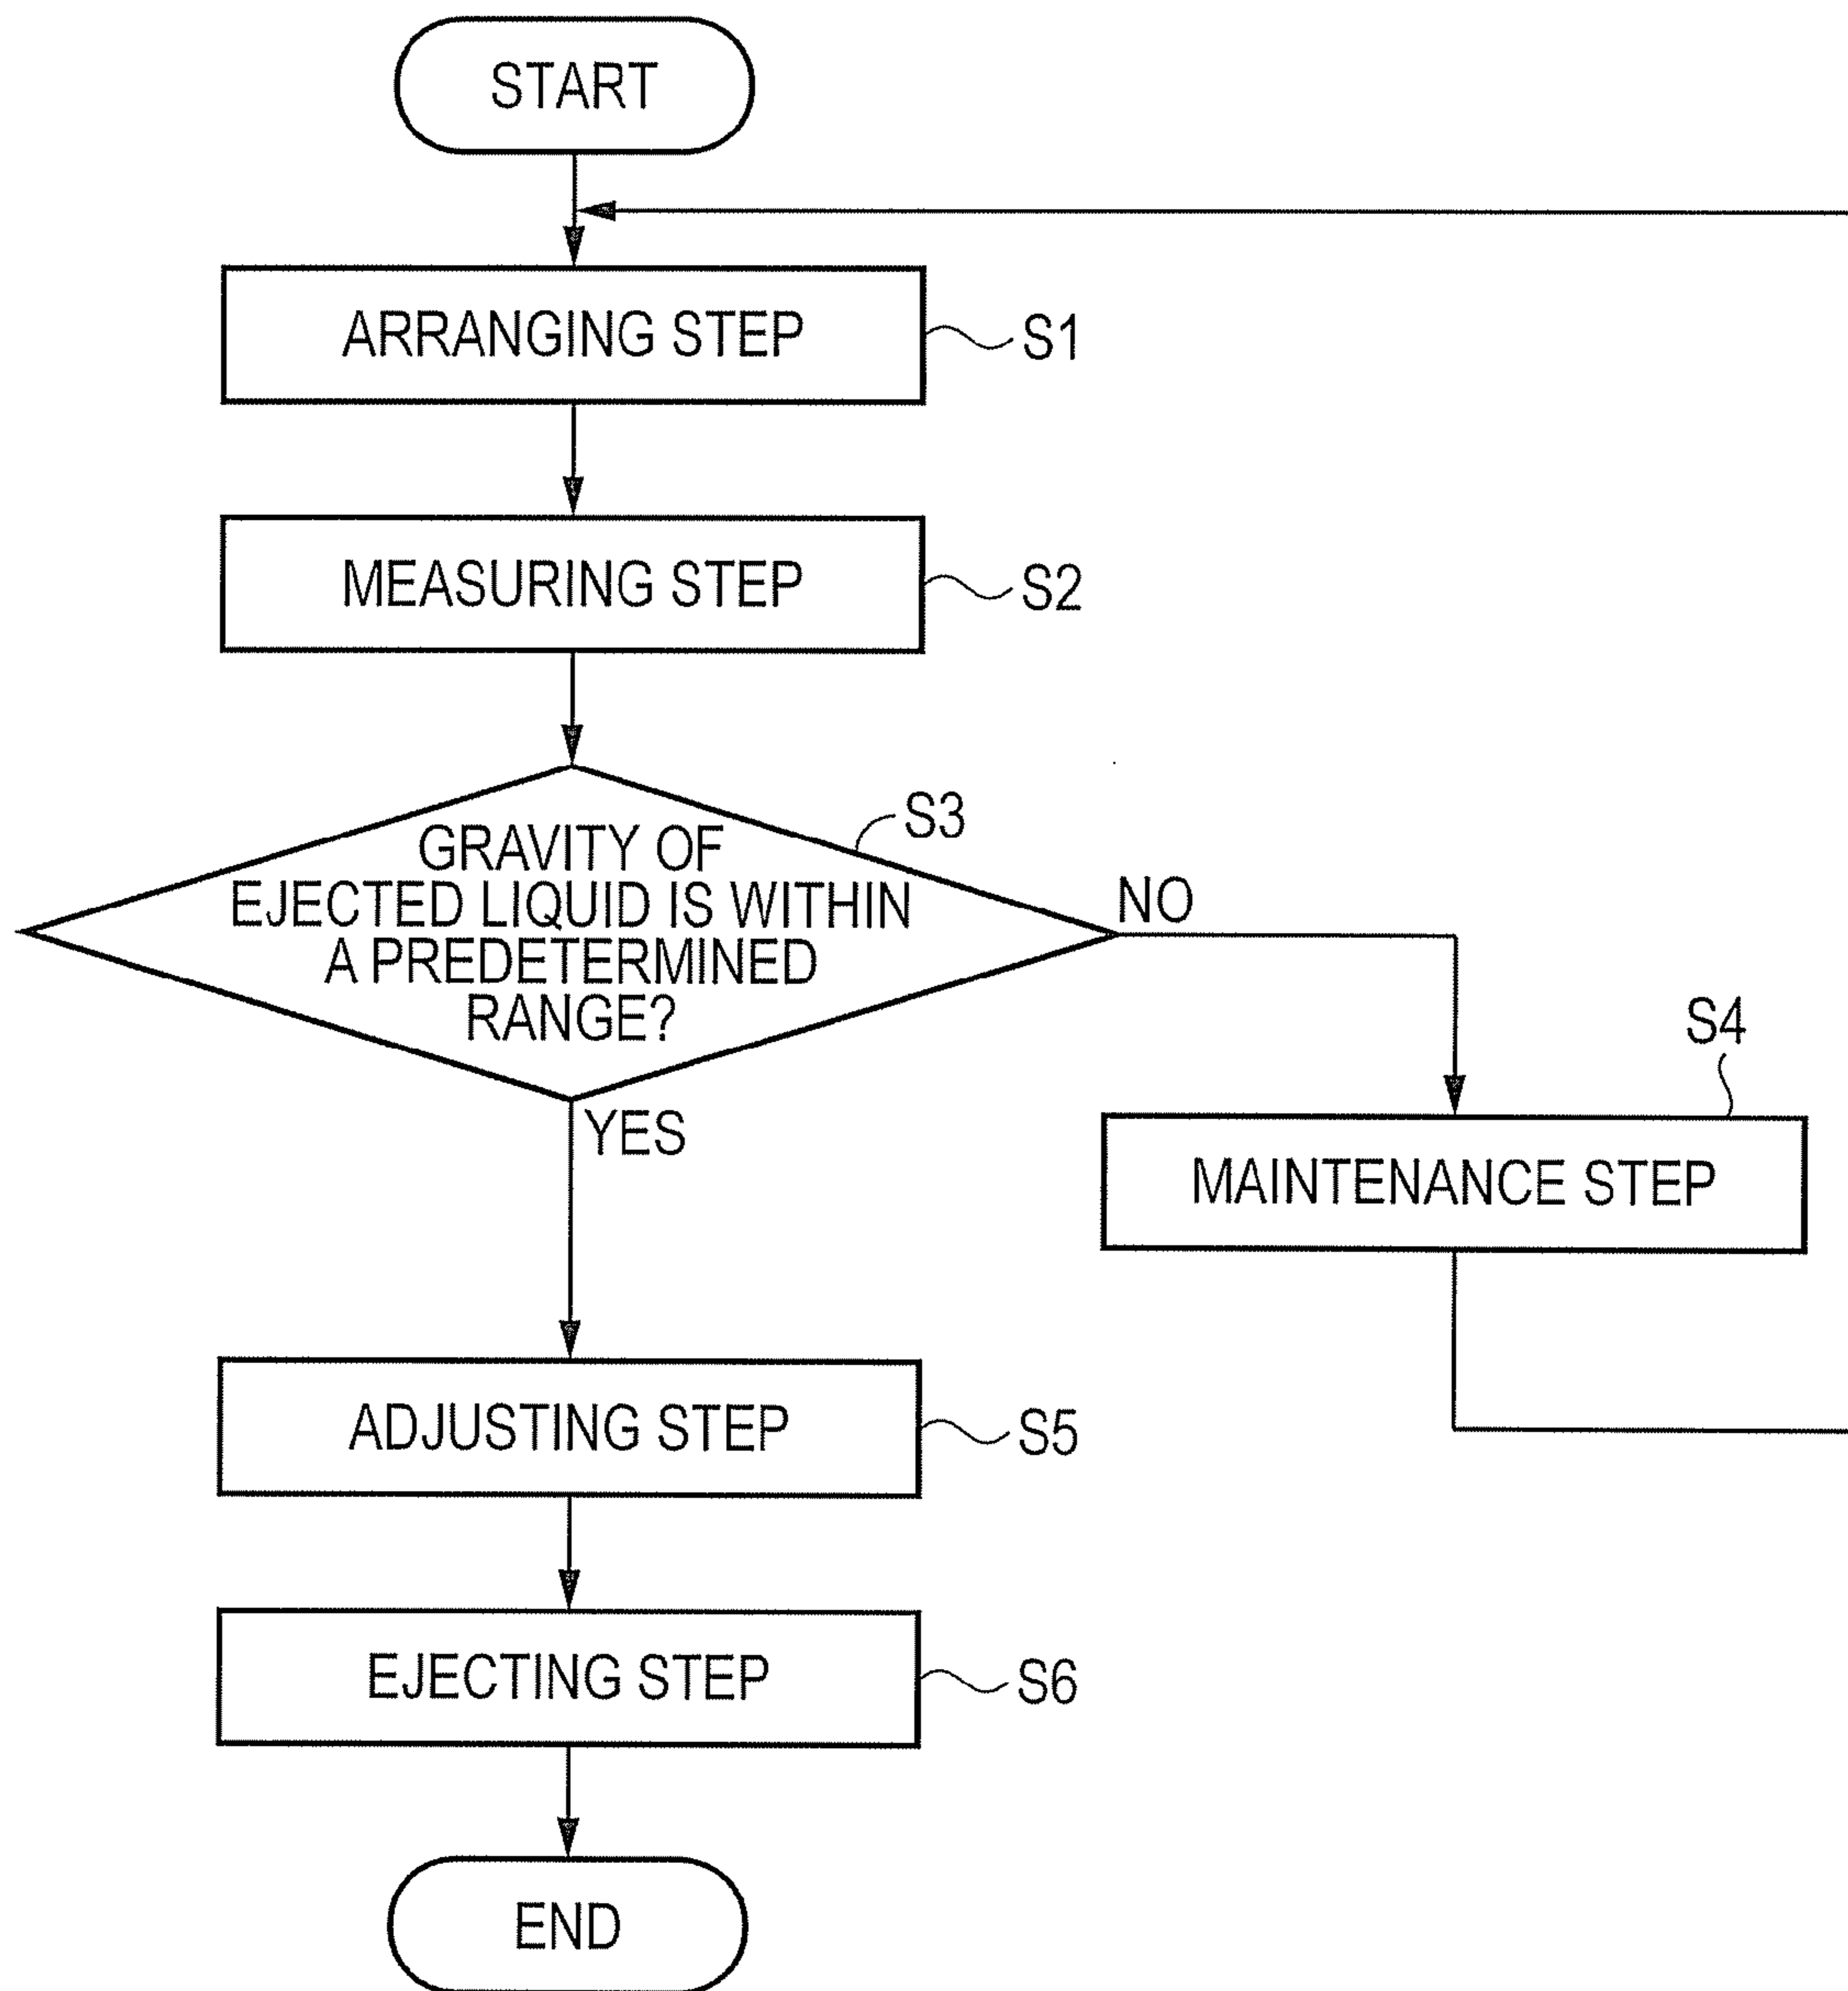 START
ARRANGING STEP
S1
MEASURING STEP
S2
S3
GRAVITY OF
EJECTED LIQUID IS WITHIN
A PREDETERMINED
RANGE?
NO
YES
S4
MAINTENANCE STEP
ADJUSTING STEP
S5
EJECTING STEP
S6
END